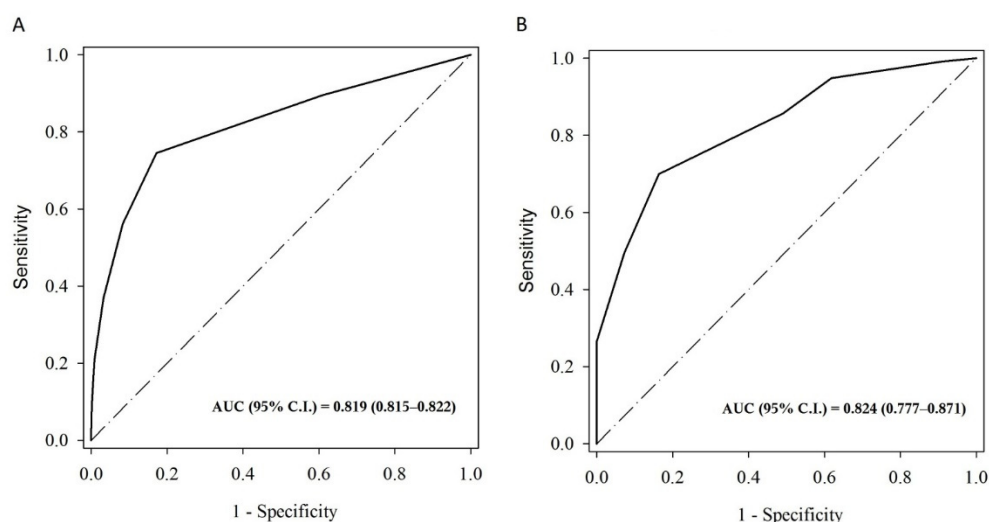 A
1.0
0.8
0.6
0.4
0.2
0.0
Sensitivity
AUC (95% C.I.) = 0.819 (0.815–0.822)
0.0 0.2 0.4 0.6 0.8 1.0
1 - Specificity
B
1.0
0.8
0.6
0.4
0.2
0.0
Sensitivity
AUC (95% C.I.) = 0.824 (0.777–0.871)
0.0 0.2 0.4 0.6 0.8 1.0
1 - Specificity